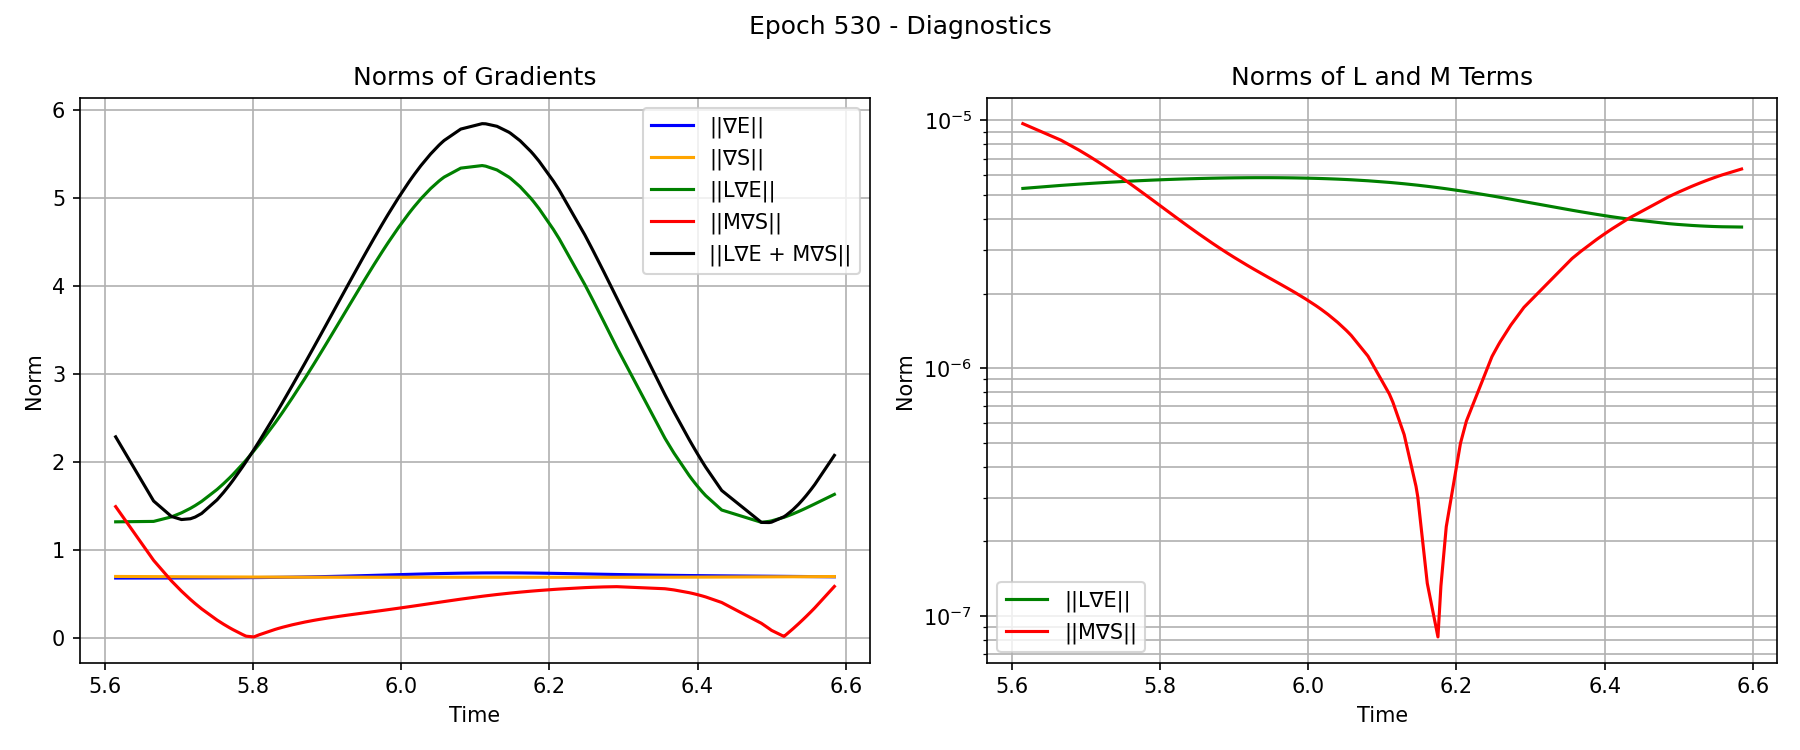 Epoch 530 - Diagnostics
Norms of Gradients
6
5
4
3
2
1
0
Norm
5.6
5.8
6.0
6.2
6.4
6.6
Time
||∇E||
||∇S||
||L∇E||
||M∇S||
||L∇E + M∇S||
Norms of L and M Terms
10⁻⁵
10⁻⁶
10⁻⁷
Norm
5.6
5.8
6.0
6.2
6.4
6.6
Time
||L∇E||
||M∇S||